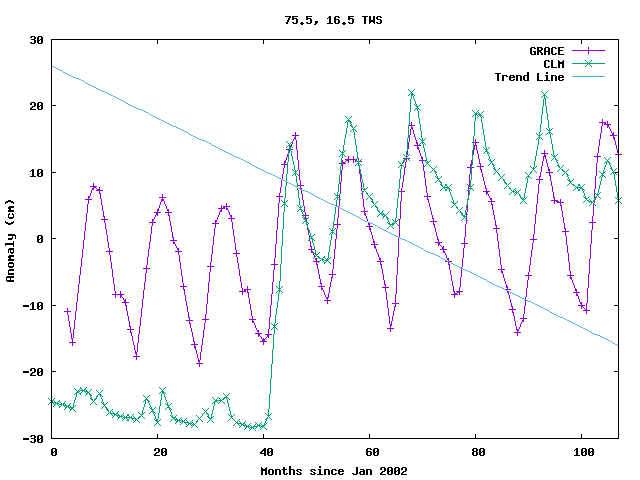 75.5, 16.5 TWS
GRACE
CLM
Trend Line
30
20
10
0
-10
-20
-30
Anomaly (cm)
0 20 40 60 80 100
Months since Jan 2002